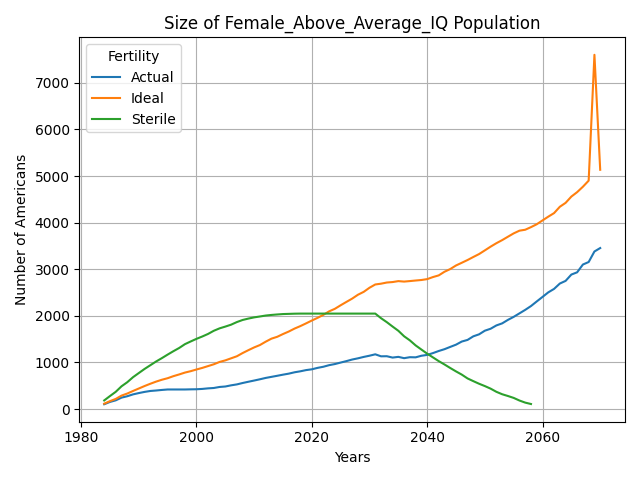 Size of Female_Above_Average_IQ Population
Fertility
Actual
Ideal
Sterile
Number of Americans
7000
6000
5000
4000
3000
2000
1000
0
1980
2000
2020
2040
2060
Years